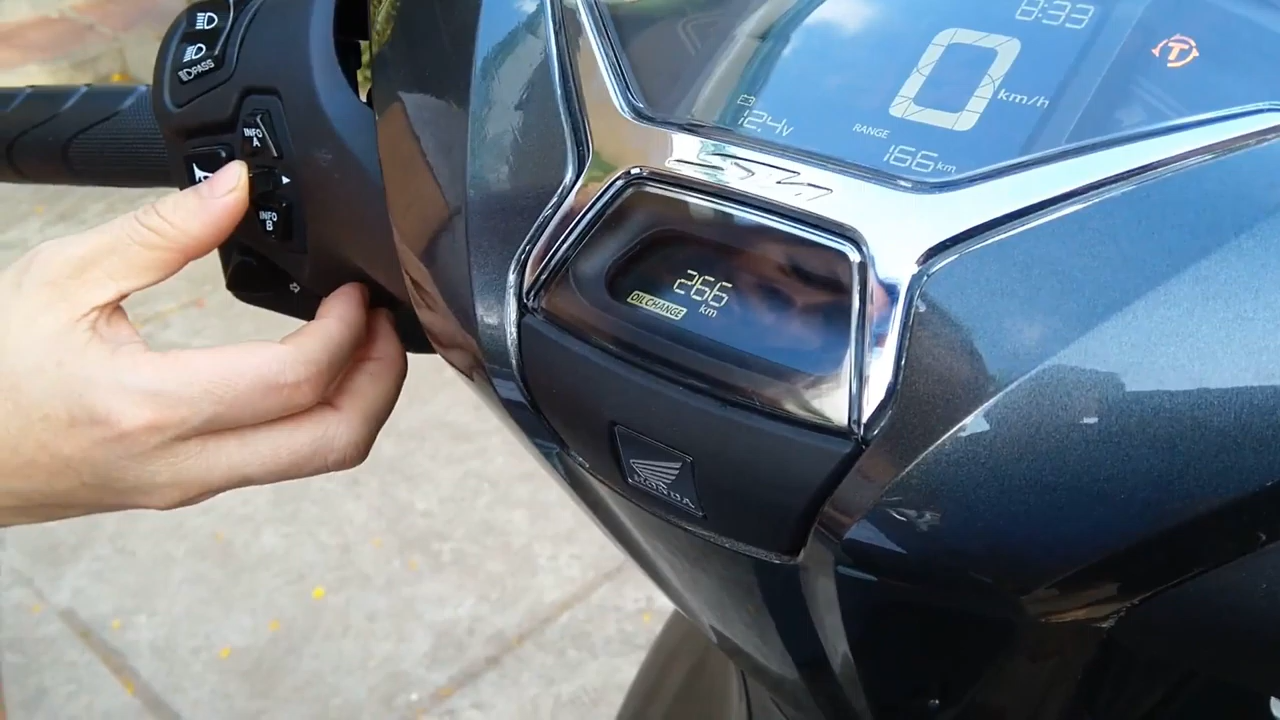 8:33
0
km/h
12.4V
RANGE
166 km
T
PASS
INFO
A
INFO
B
266
OIL CHANGE
km
HONDA